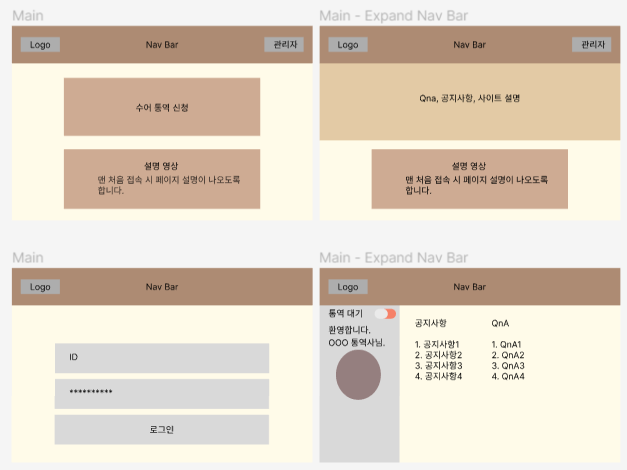 Main
Logo
Nav Bar
관리자
수어 통역 신청
설명 영상
맨 처음 접속 시 페이지 설명이 나오도록
합니다.
Main - Expand Nav Bar
Logo
Nav Bar
관리자
Qna, 공지사항, 사이트 설명
설명 영상
맨 처음 접속 시 페이지 설명이 나오도록
합니다.
Main
Logo
Nav Bar
ID
**********
로그인
Main - Expand Nav Bar
Logo
Nav Bar
통역 대기
환영합니다.
OOO 통역사님.
공지사항
1. 공지사항1
2. 공지사항2
3. 공지사항3
4. 공지사항4
QnA
1. QnA1
2. QnA2
3. QnA3
4. QnA4